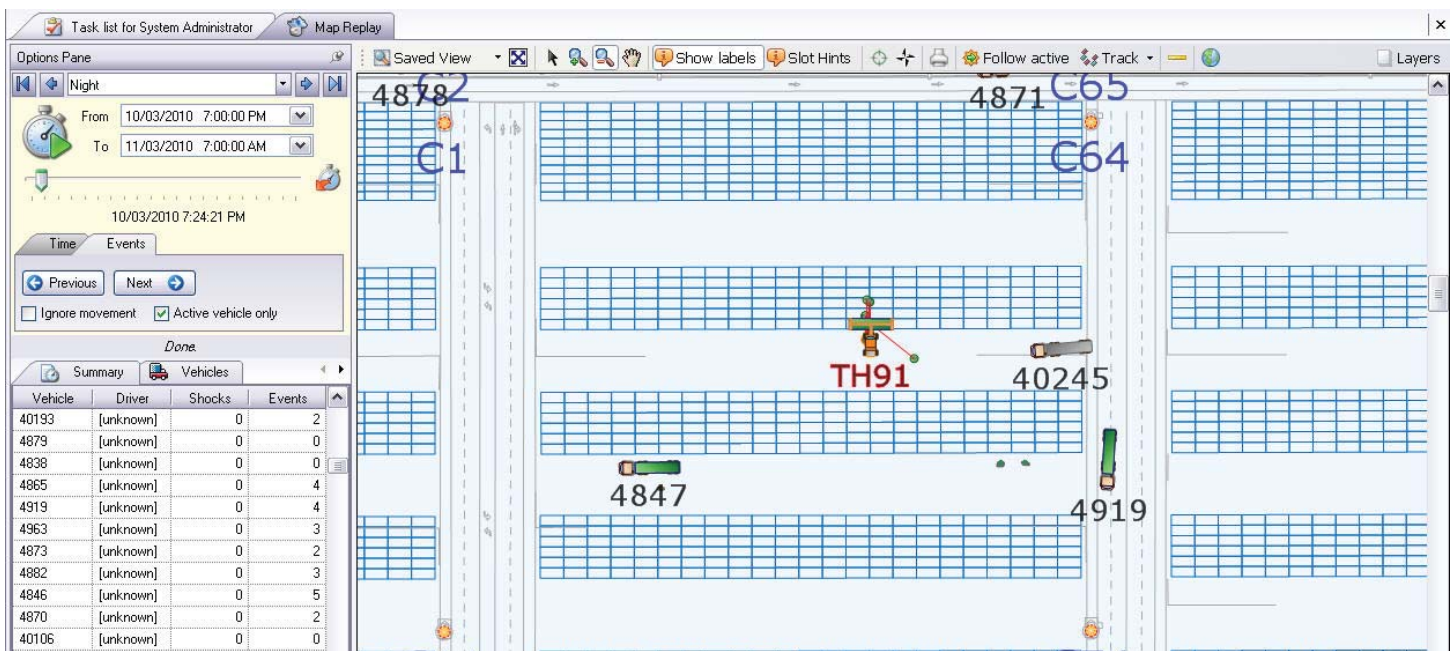 Task list for System Administrator
Map Replay
Options Pane
Saved View
Show labels
Slot Hints
Follow active
Track
Layers
Night
From 10/03/2010 7:00:00 PM
To 11/03/2010 7:00:00 AM
10/03/2010 7:24:21 PM
Time Events
Previous Next
Ignore movement Active vehicle only
Done.
Summary Vehicles
Vehicle Driver Shocks Events
40193 [unknown] 0 2
4879 [unknown] 0 0
4838 [unknown] 0 0
4865 [unknown] 0 4
4919 [unknown] 0 4
4963 [unknown] 0 3
4873 [unknown] 0 2
4882 [unknown] 0 3
4846 [unknown] 0 5
4870 [unknown] 0 2
40106 [unknown] 0 0
4878
C2
4871
C65
C1
C64
TH91
40245
4847
4919